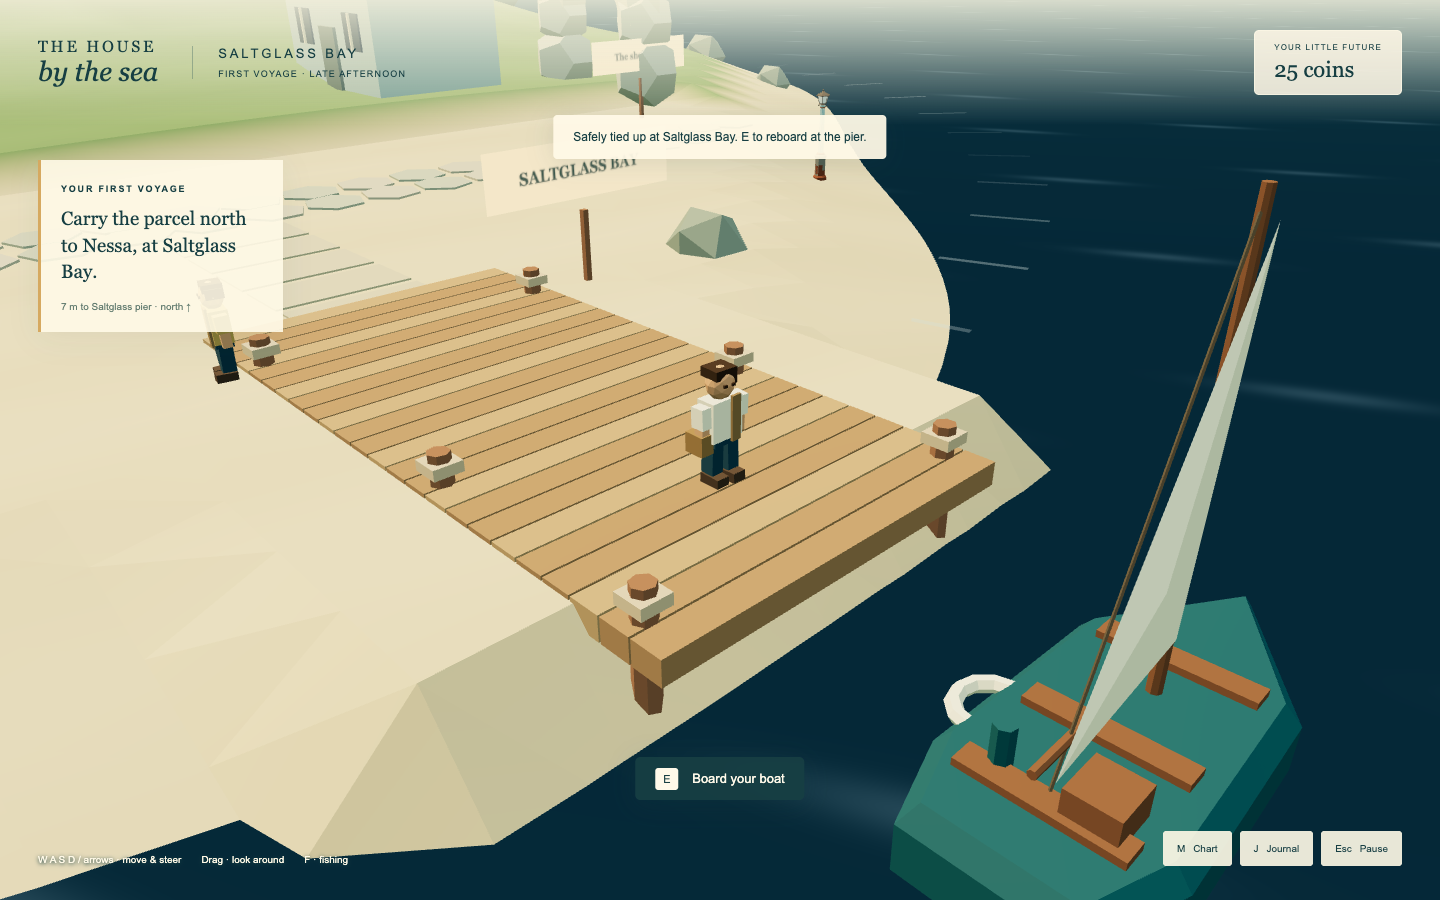 THE HOUSE
by the sea
SALTGLASS BAY
FIRST VOYAGE · LATE AFTERNOON
YOUR LITTLE FUTURE
25 coins
The
Safely tied up at Saltglass Bay. E to reboard at the pier.
SALTGLASS BAY
YOUR FIRST VOYAGE
Carry the parcel north
to Nessa, at Saltglass
Bay.
7 m to Saltglass pier · north ↑
E Board your boat
W A S D / arrows · move & steer Drag · look around F · fishing
M Chart J Journal Esc Pause